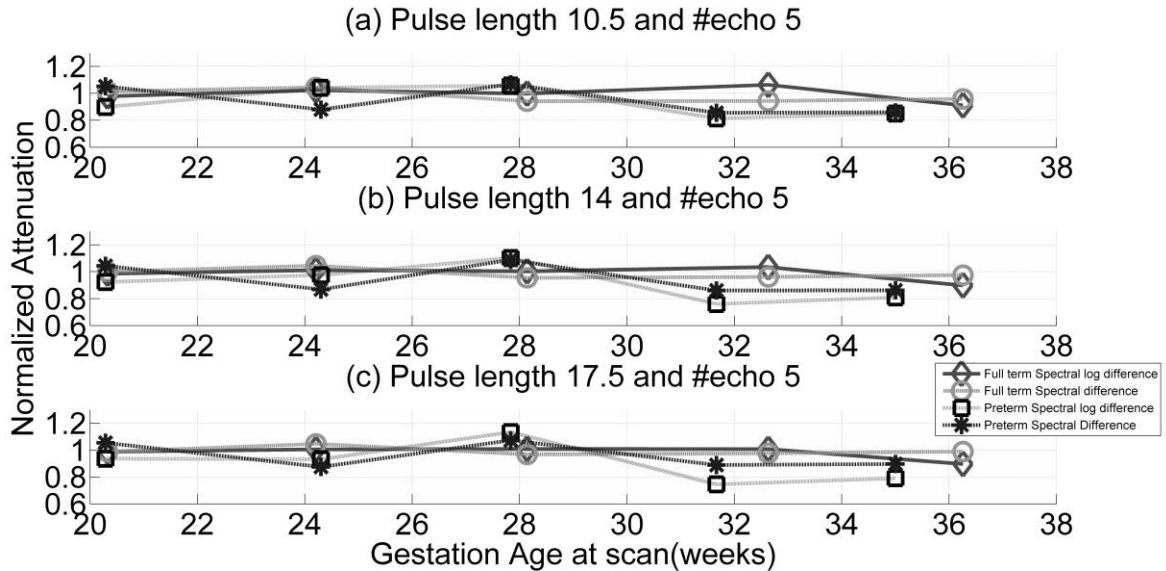 (a) Pulse length 10.5 and #echo 5
1.2
1
0.8
0.6
20 22 24 26 28 30 32 34 36 38
(b) Pulse length 14 and #echo 5
Normalized Attenuation
1.2
1
0.8
0.6
20 22 24 26 28 30 32 34 36 38
(c) Pulse length 17.5 and #echo 5
Full term Spectral log difference
Full term Spectral difference
Preterm Spectral log difference
Preterm Spectral Difference
1.2
1
0.8
0.6
20 22 24 26 28 30 32 34 36 38
Gestation Age at scan(weeks)